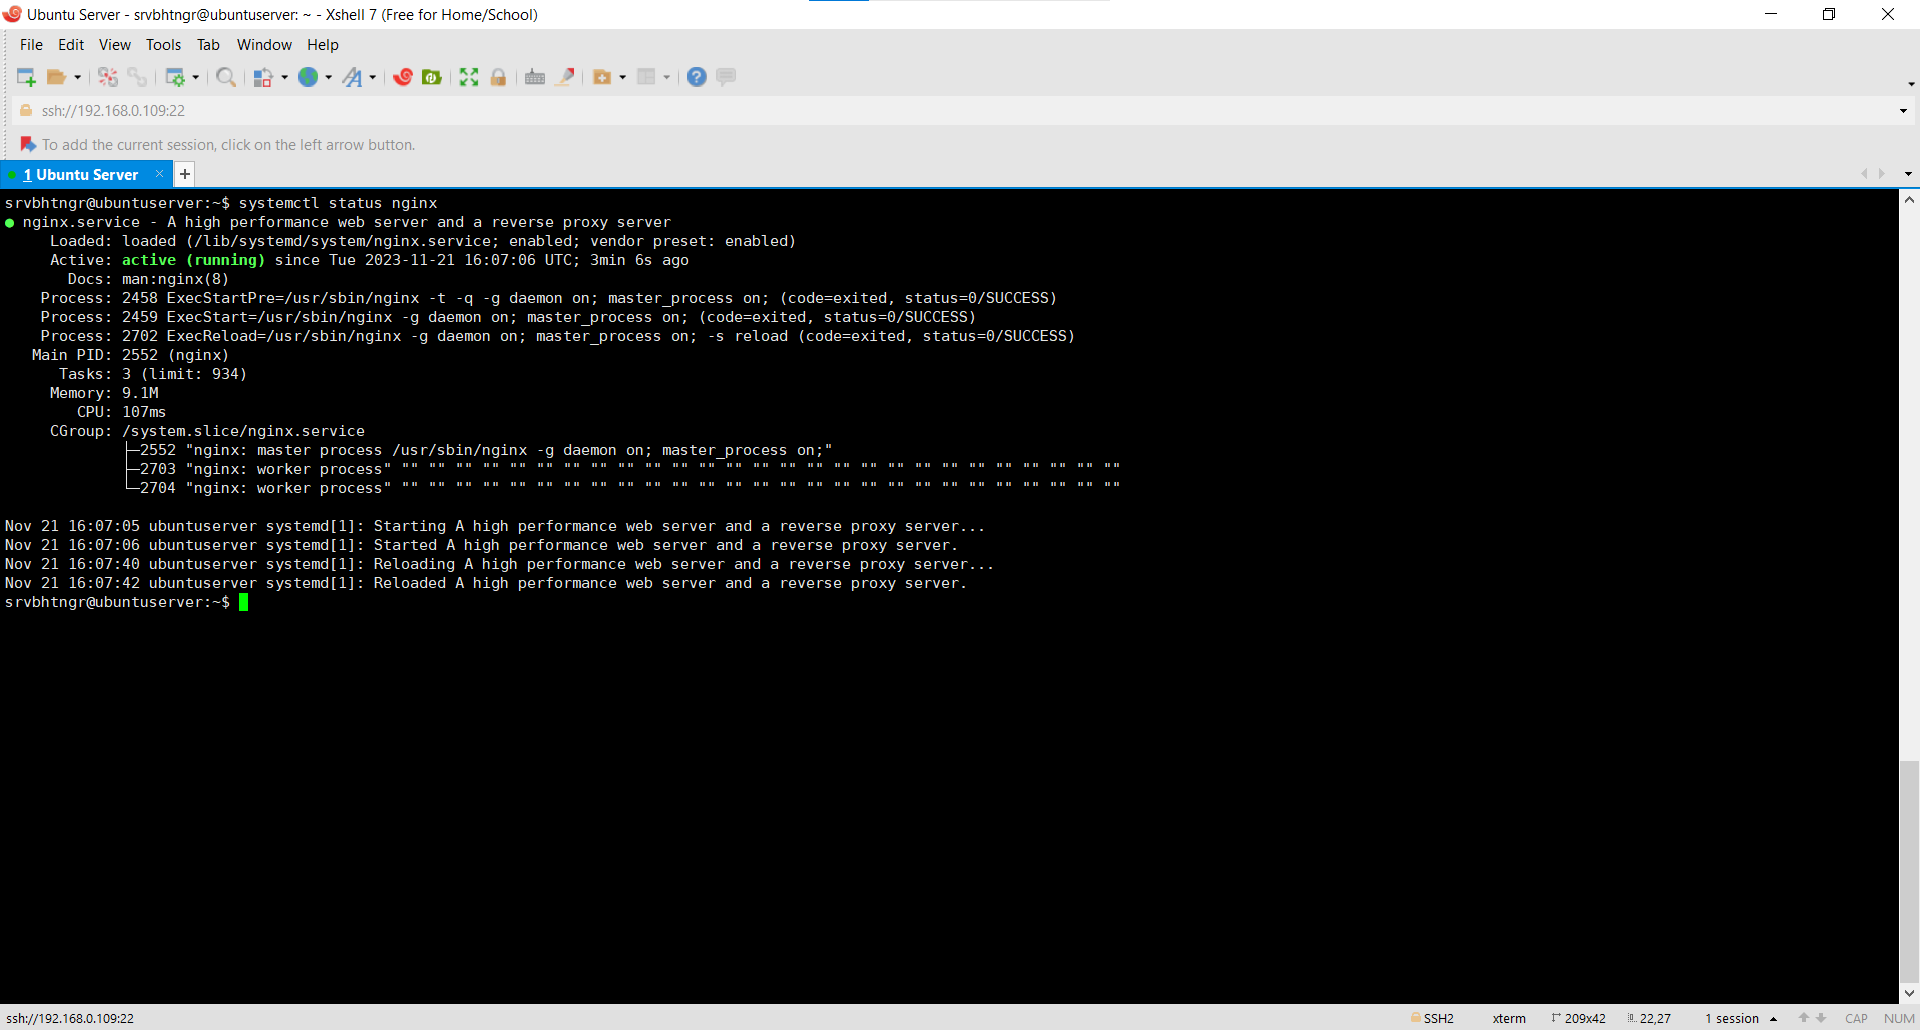 Ubuntu Server - srvbhtngr@ubuntuserver: ~ - Xshell 7 (Free for Home/School)
File Edit View Tools Tab Window Help
ssh://192.168.0.109:22
To add the current session, click on the left arrow button.
1 Ubuntu Server × +
srvbhtngr@ubuntuserver:~$ systemctl status nginx
● nginx.service - A high performance web server and a reverse proxy server
Loaded: loaded (/lib/systemd/system/nginx.service; enabled; vendor preset: enabled)
Active: active (running) since Tue 2023-11-21 16:07:06 UTC; 3min 6s ago
Docs: man:nginx(8)
Process: 2458 ExecStartPre=/usr/sbin/nginx -t -q -g daemon on; master_process on; (code=exited, status=0/SUCCESS)
Process: 2459 ExecStart=/usr/sbin/nginx -g daemon on; master_process on; (code=exited, status=0/SUCCESS)
Process: 2702 ExecReload=/usr/sbin/nginx -g daemon on; master_process on; -s reload (code=exited, status=0/SUCCESS)
Main PID: 2552 (nginx)
Tasks: 3 (limit: 934)
Memory: 9.1M
CPU: 107ms
CGroup: /system.slice/nginx.service
├─2552 "nginx: master process /usr/sbin/nginx -g daemon on; master_process on;"
├─2703 "nginx: worker process" "" "" "" "" "" "" "" "" "" "" "" "" "" "" "" "" "" "" "" "" "" "" "" "" "" "" ""
└─2704 "nginx: worker process" "" "" "" "" "" "" "" "" "" "" "" "" "" "" "" "" "" "" "" "" "" "" "" "" "" "" ""
Nov 21 16:07:05 ubuntuserver systemd[1]: Starting A high performance web server and a reverse proxy server...
Nov 21 16:07:06 ubuntuserver systemd[1]: Started A high performance web server and a reverse proxy server.
Nov 21 16:07:40 ubuntuserver systemd[1]: Reloading A high performance web server and a reverse proxy server...
Nov 21 16:07:42 ubuntuserver systemd[1]: Reloaded A high performance web server and a reverse proxy server.
srvbhtngr@ubuntuserver:~$
ssh://192.168.0.109:22 SSH2 xterm 209x42 22,27 1 session CAP NUM